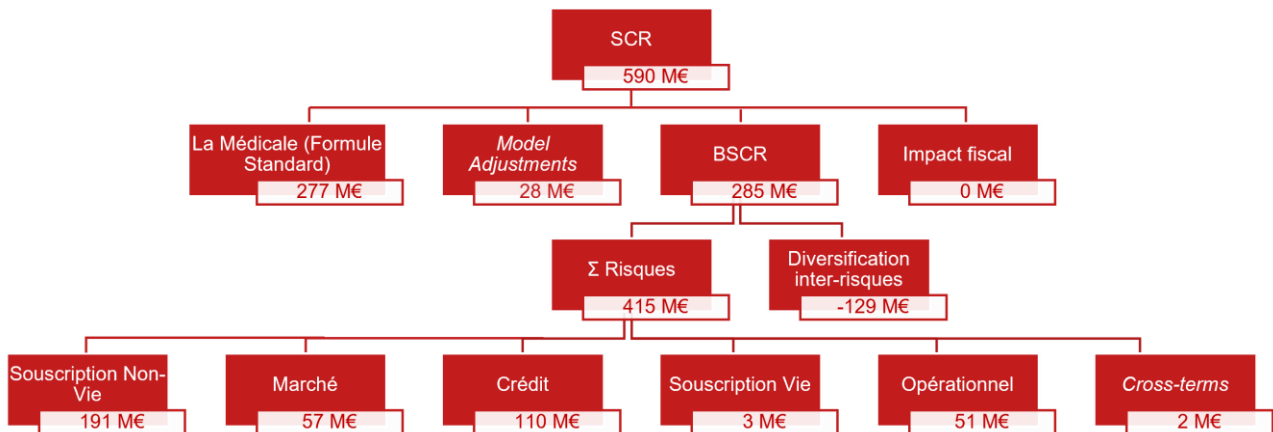 SCR
590 M€
La Médicale (Formule
Standard)
277 M€
Model
Adjustments
28 M€
BSCR
285 M€
Impact fiscal
0 M€
Σ Risques
415 M€
Diversification
inter-risques
-129 M€
Souscription Non-
Vie
191 M€
Marché
57 M€
Crédit
110 M€
Souscription Vie
3 M€
Opérationnel
51 M€
Cross-terms
2 M€